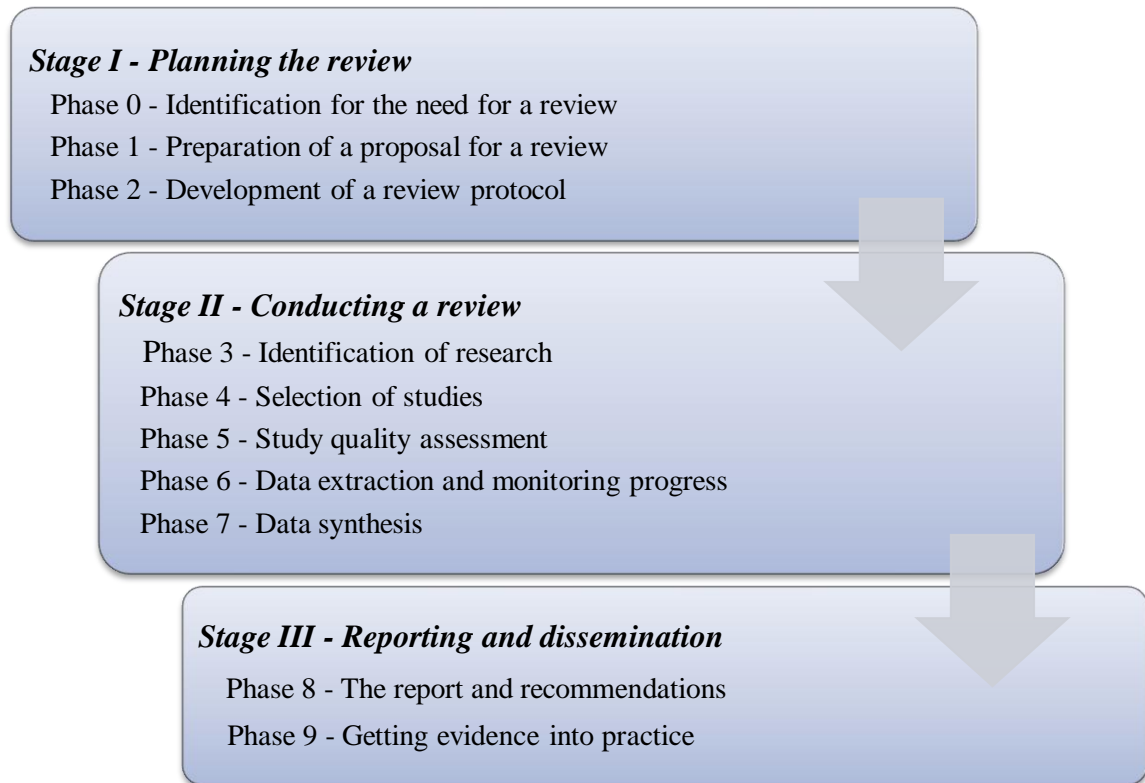 Stage I - Planning the review
Phase 0 - Identification for the need for a review
Phase 1 - Preparation of a proposal for a review
Phase 2 - Development of a review protocol
Stage II - Conducting a review
Phase 3 - Identification of research
Phase 4 - Selection of studies
Phase 5 - Study quality assessment
Phase 6 - Data extraction and monitoring progress
Phase 7 - Data synthesis
Stage III - Reporting and dissemination
Phase 8 - The report and recommendations
Phase 9 - Getting evidence into practice